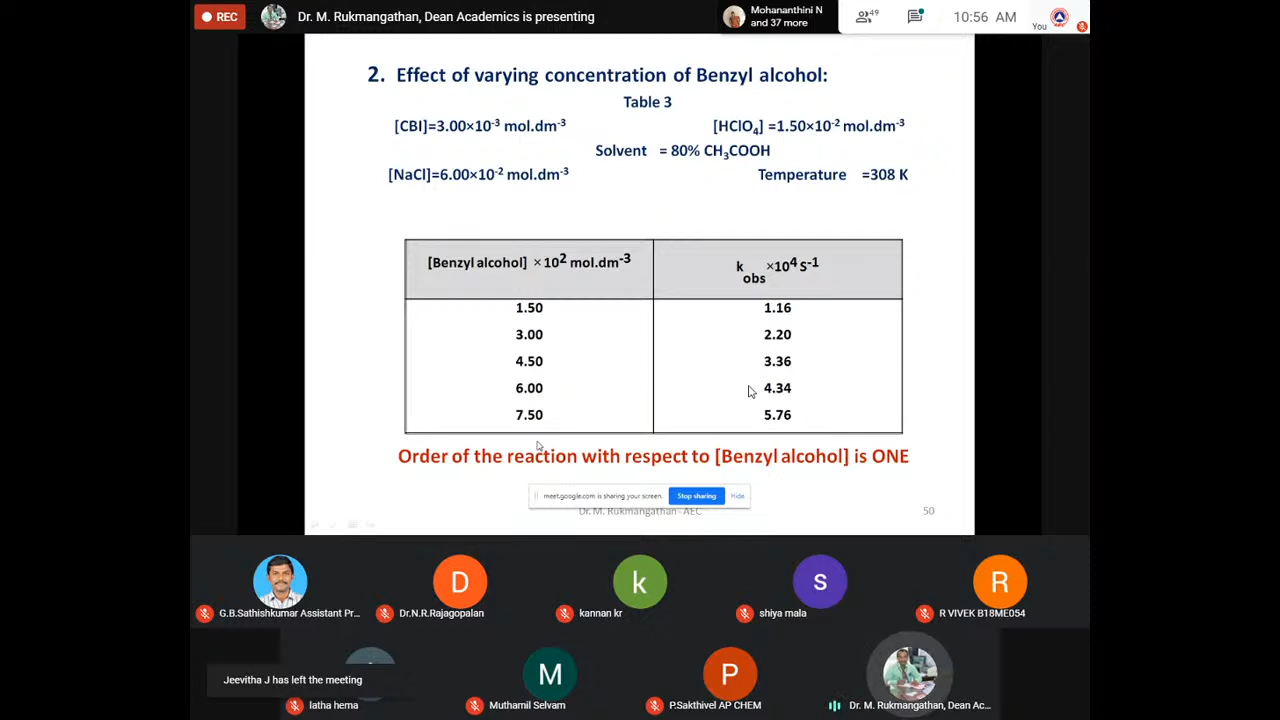 REC
Dr. M. Rukmangathan, Dean Academics is presenting
Mohananthini N
and 37 more
49
10:56 AM
You
2. Effect of varying concentration of Benzyl alcohol:
Table 3
[CBI]=3.00×10-3 mol.dm-3 [HClO4] =1.50×10-2 mol.dm-3
Solvent = 80% CH3COOH
[NaCl]=6.00×10-2 mol.dm-3 Temperature =308 K
[Benzyl alcohol] ×102 mol.dm-3 k obs ×104 S-1
1.50 1.16
3.00 2.20
4.50 3.36
6.00 4.34
7.50 5.76
Order of the reaction with respect to [Benzyl alcohol] is ONE
meet.google.com is sharing your screen. Stop sharing Hide
Dr. M. Rukmangathan - AEC 50
G.B.Sathishkumar Assistant Pr...
D
Dr.N.R.Rajagopalan
k
kannan kr
s
shiya mala
R
R VIVEK B18ME054
Jeevitha J has left the meeting
latha hema
M
Muthamil Selvam
P
P.Sakthivel AP CHEM
Dr. M. Rukmangathan, Dean Ac...